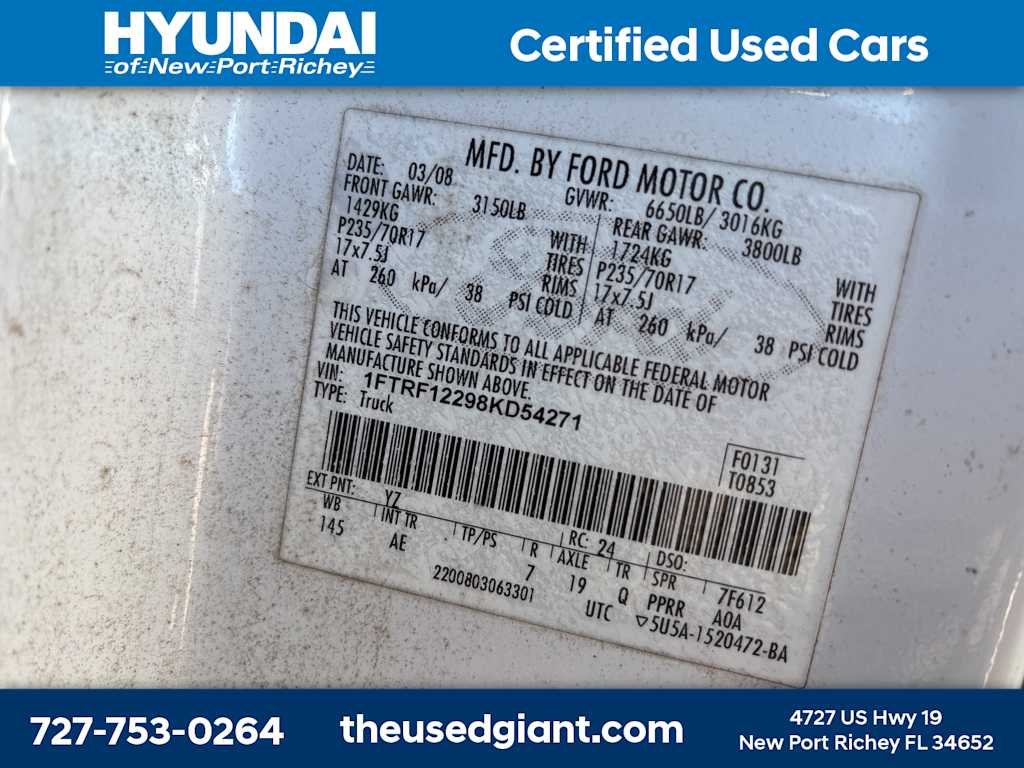 HYUNDAI
of New Port Richey
Certified Used Cars
MFD. BY FORD MOTOR CO.
DATE: 03/08 GVWR: 6650LB/ 3016KG
FRONT GAWR: 3150LB REAR GAWR: 3800LB
1429KG WITH 1724KG WITH
P235/70R17 TIRES P235/70R17 TIRES
17x7.5J RIMS 17x7.5J RIMS
AT 260 kPa/ 38 PSI COLD AT 260 kPa/ 38 PSI COLD
THIS VEHICLE CONFORMS TO ALL APPLICABLE FEDERAL MOTOR
VEHICLE SAFETY STANDARDS IN EFFECT ON THE DATE OF
MANUFACTURE SHOWN ABOVE.
VIN: 1FTRF12298KD54271
TYPE: Truck
F0131
T0853
EXT PNT: YZ RC: 24 DSO:
WB INT TR TP/PS R AXLE TR SPR 7F612
145 AE 7 19 Q PPRR A0A
2200803063301 UTC ▽5U5A-1520472-BA
727-753-0264
theusedgiant.com
4727 US Hwy 19
New Port Richey FL 34652